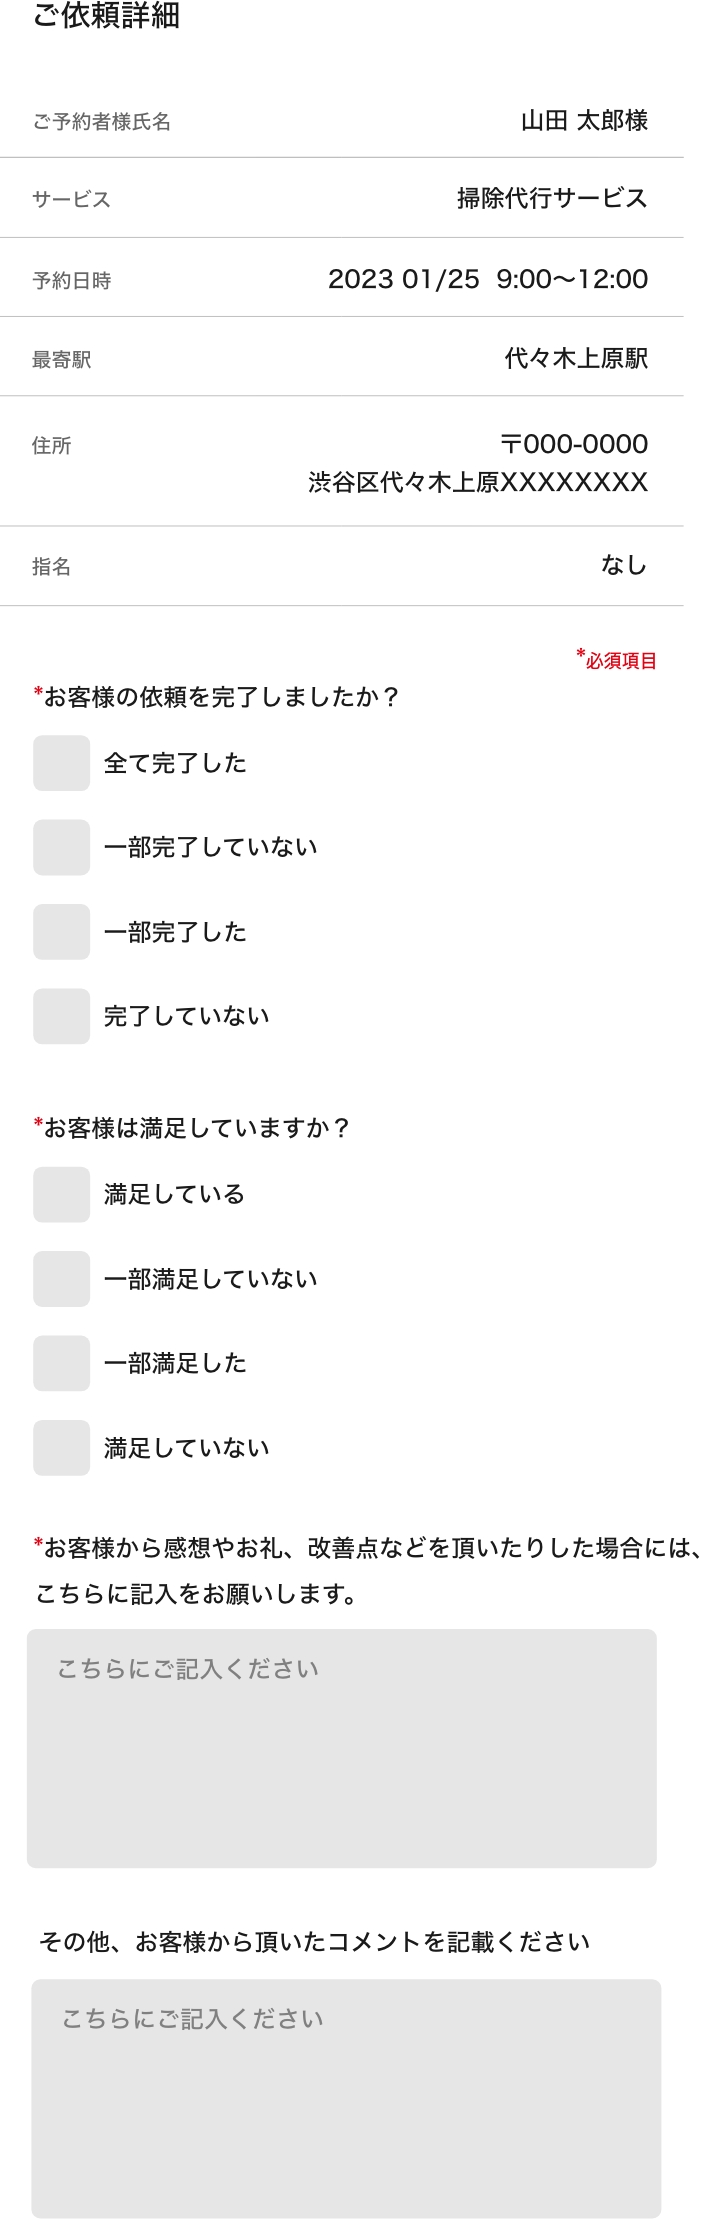 ご依頼詳細
ご予約者様氏名 山田 太郎様
サービス 掃除代行サービス
予約日時 2023 01/25 9:00〜12:00
最寄駅 代々木上原駅
住所 〒000-0000
渋谷区代々木上原XXXXXXXX
指名 なし
*必須項目
*お客様の依頼を完了しましたか？
全て完了した
一部完了していない
一部完了した
完了していない
*お客様は満足していますか？
満足している
一部満足していない
一部満足した
満足していない
*お客様から感想やお礼、改善点などを頂いたりした場合には、
こちらに記入をお願いします。
こちらにご記入ください
その他、お客様から頂いたコメントを記載ください
こちらにご記入ください